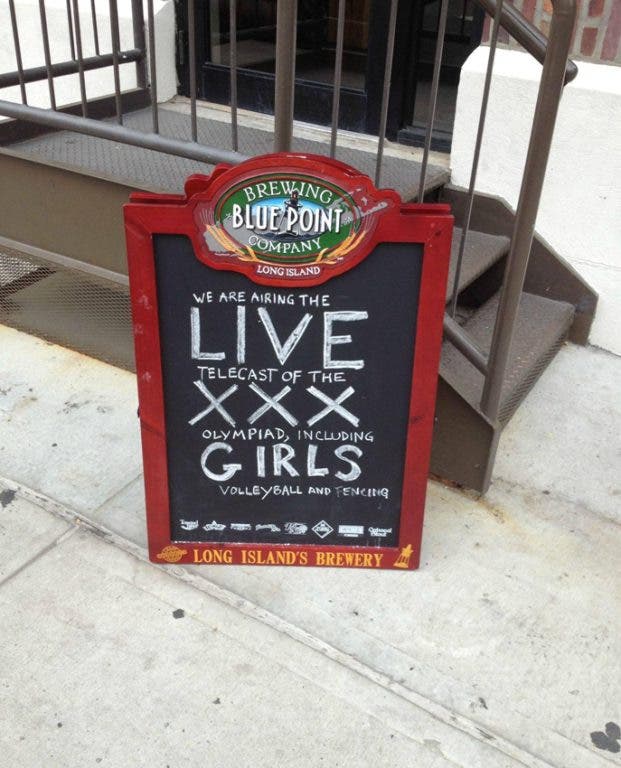 BREWING
BLUE POINT
COMPANY
LONG ISLAND
WE ARE AIRING THE
LIVE
TELECAST OF THE
XXX
OLYMPIAD, INCLUDING
GIRLS
VOLLEYBALL AND FENCING
LONG ISLAND'S BREWERY